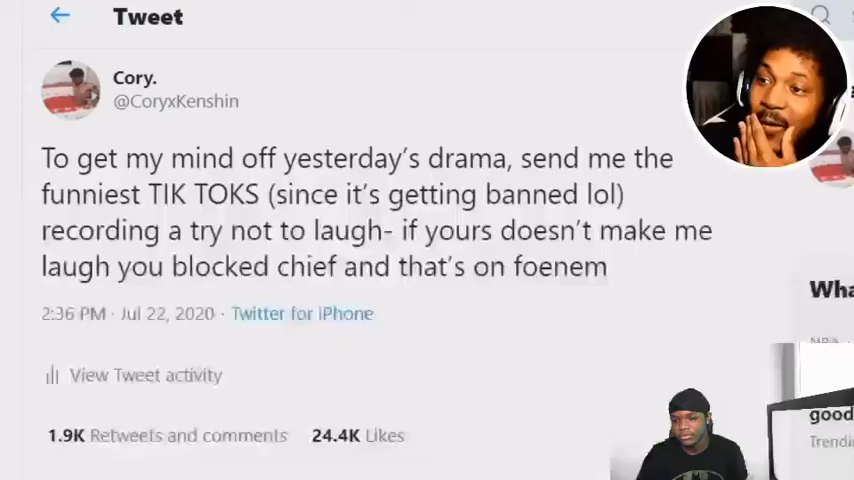 Tweet
Cory.
@CoryxKenshin
To get my mind off yesterday's drama, send me the
funniest TIK TOKS (since it's getting banned lol)
recording a try not to laugh- if yours doesn't make me
laugh you blocked chief and that's on foenem
2:36 PM · Jul 22, 2020 · Twitter for iPhone
View Tweet activity
1.9K Retweets and comments 24.4K Likes
Wha
NBA
good
Trendi